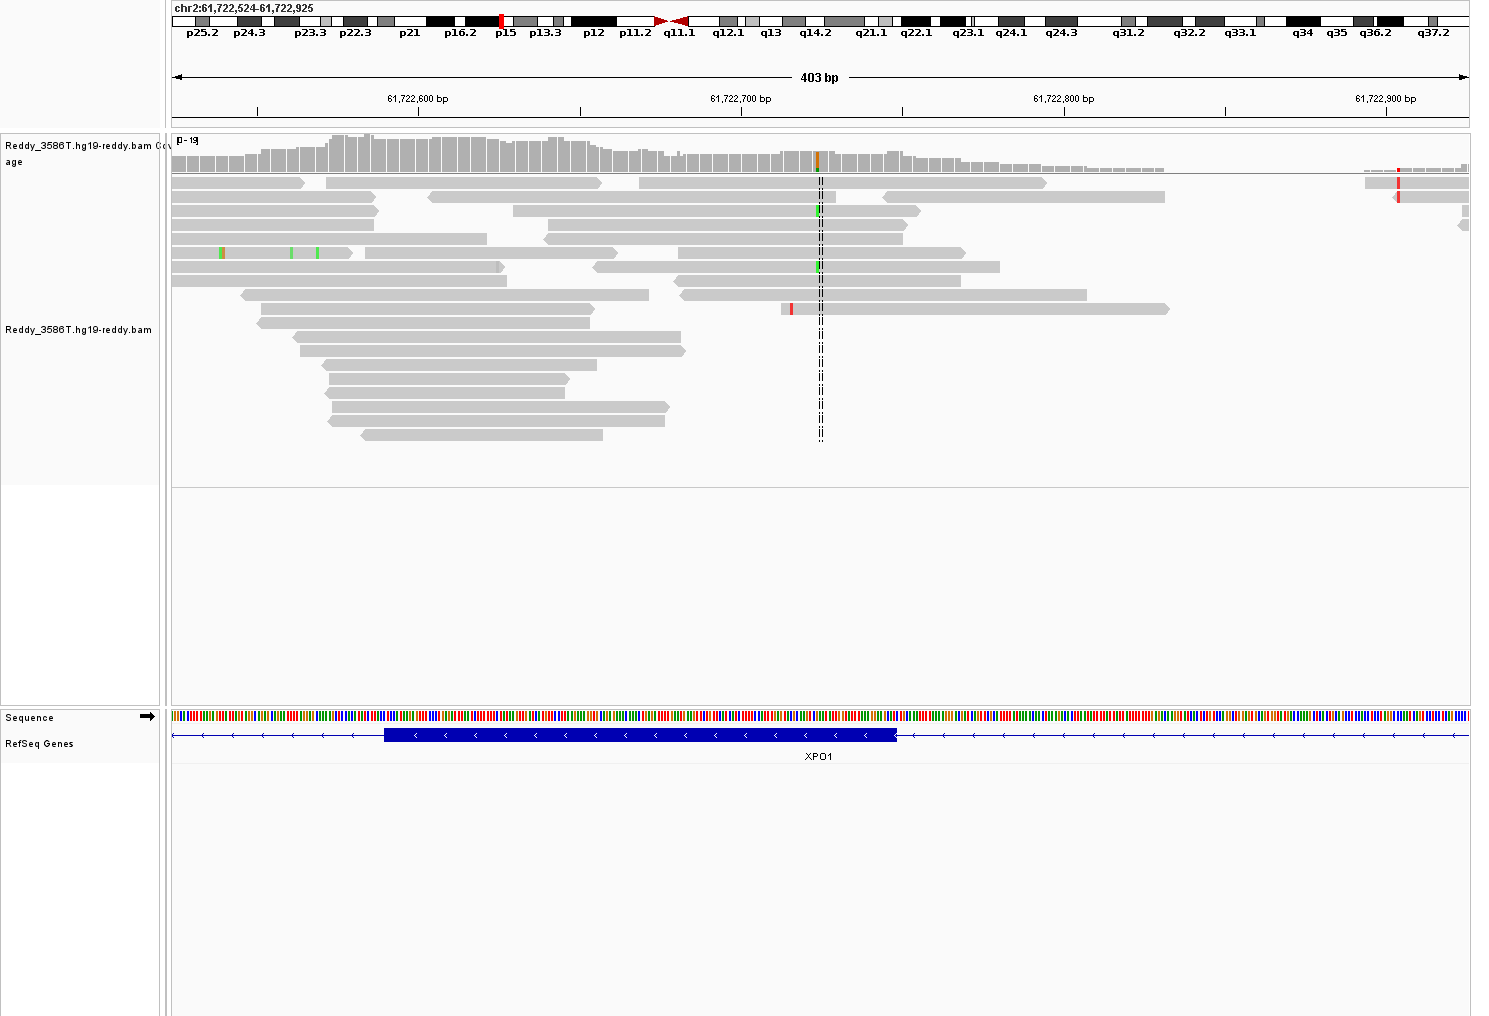 chr2:61,722,524-61,722,925
p25.2 p24.3 p23.3 p22.3 p21 p16.2 p15 p13.3 p12 p11.2 q11.1 q12.1 q13 q14.2 q21.1 q22.1 q23.1 q24.1 q24.3 q31.2 q32.2 q33.1 q34 q35 q36.2 q37.2
403 bp
61,722,600 bp 61,722,700 bp 61,722,800 bp 61,722,900 bp
[0 - 19]
Reddy_3586T.hg19-reddy.bam Cov
age
Reddy_3586T.hg19-reddy.bam
Sequence
RefSeq Genes
XPO1